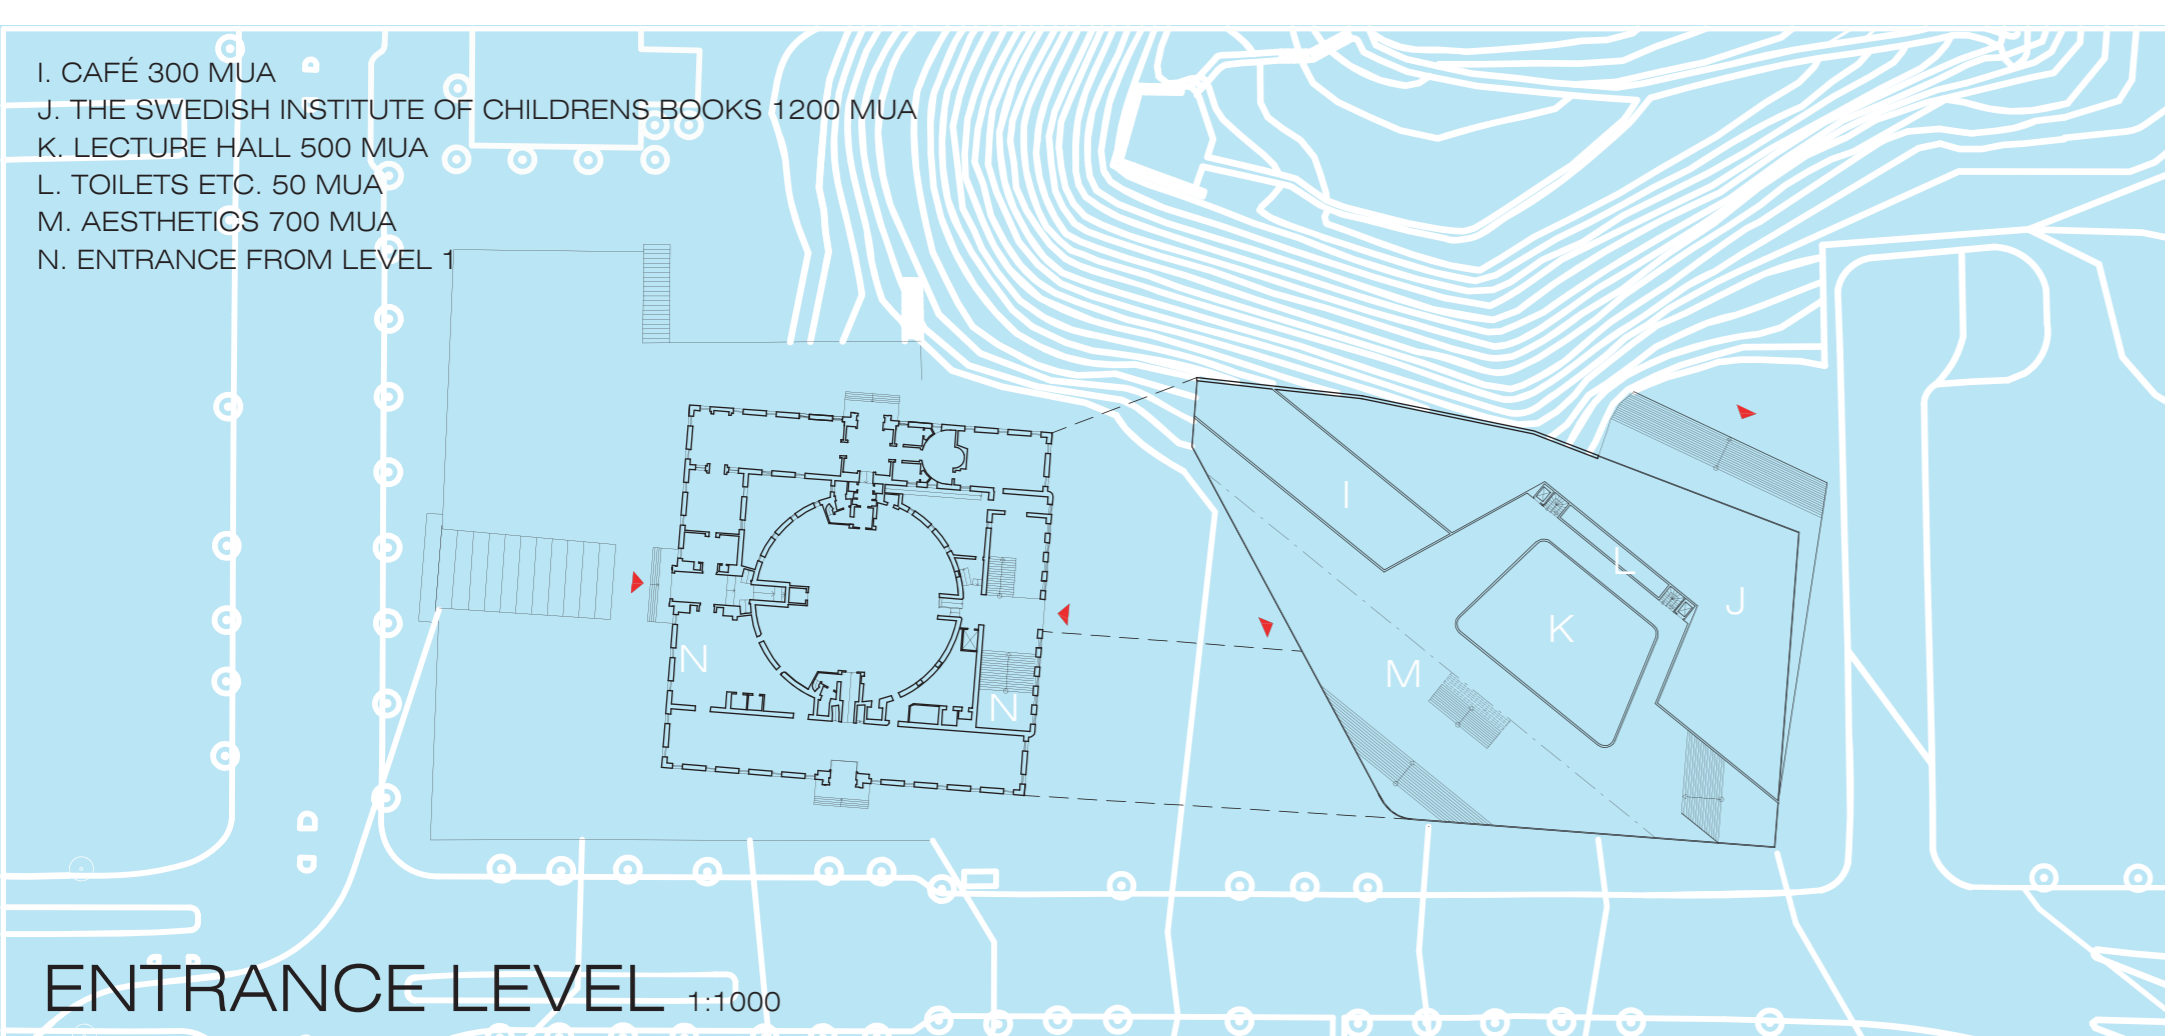 I. CAFÉ 300 MUA
J. THE SWEDISH INSTITUTE OF CHILDRENS BOOKS 1200 MUA
K. LECTURE HALL 500 MUA
L. TOILETS ETC. 50 MUA
M. AESTHETICS 700 MUA
N. ENTRANCE FROM LEVEL 1
I
L
J
K
N
M
N
ENTRANCE LEVEL 1:1000